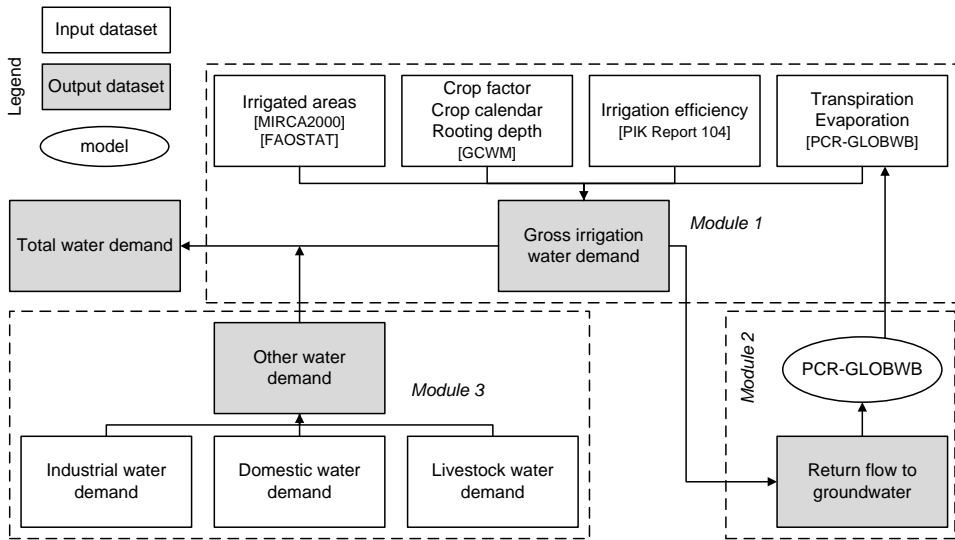 Legend
Input dataset
Output dataset
model
Irrigated areas
[MIRCA2000]
[FAOSTAT]
Crop factor
Crop calendar
Rooting depth
[GCWM]
Irrigation efficiency
[PIK Report 104]
Transpiration
Evaporation
[PCR-GLOBWB]
Total water demand
Gross irrigation
water demand
Module 1
Other water
demand
Module 3
Industrial water
demand
Domestic water
demand
Livestock water
demand
Module 2
PCR-GLOBWB
Return flow to
groundwater